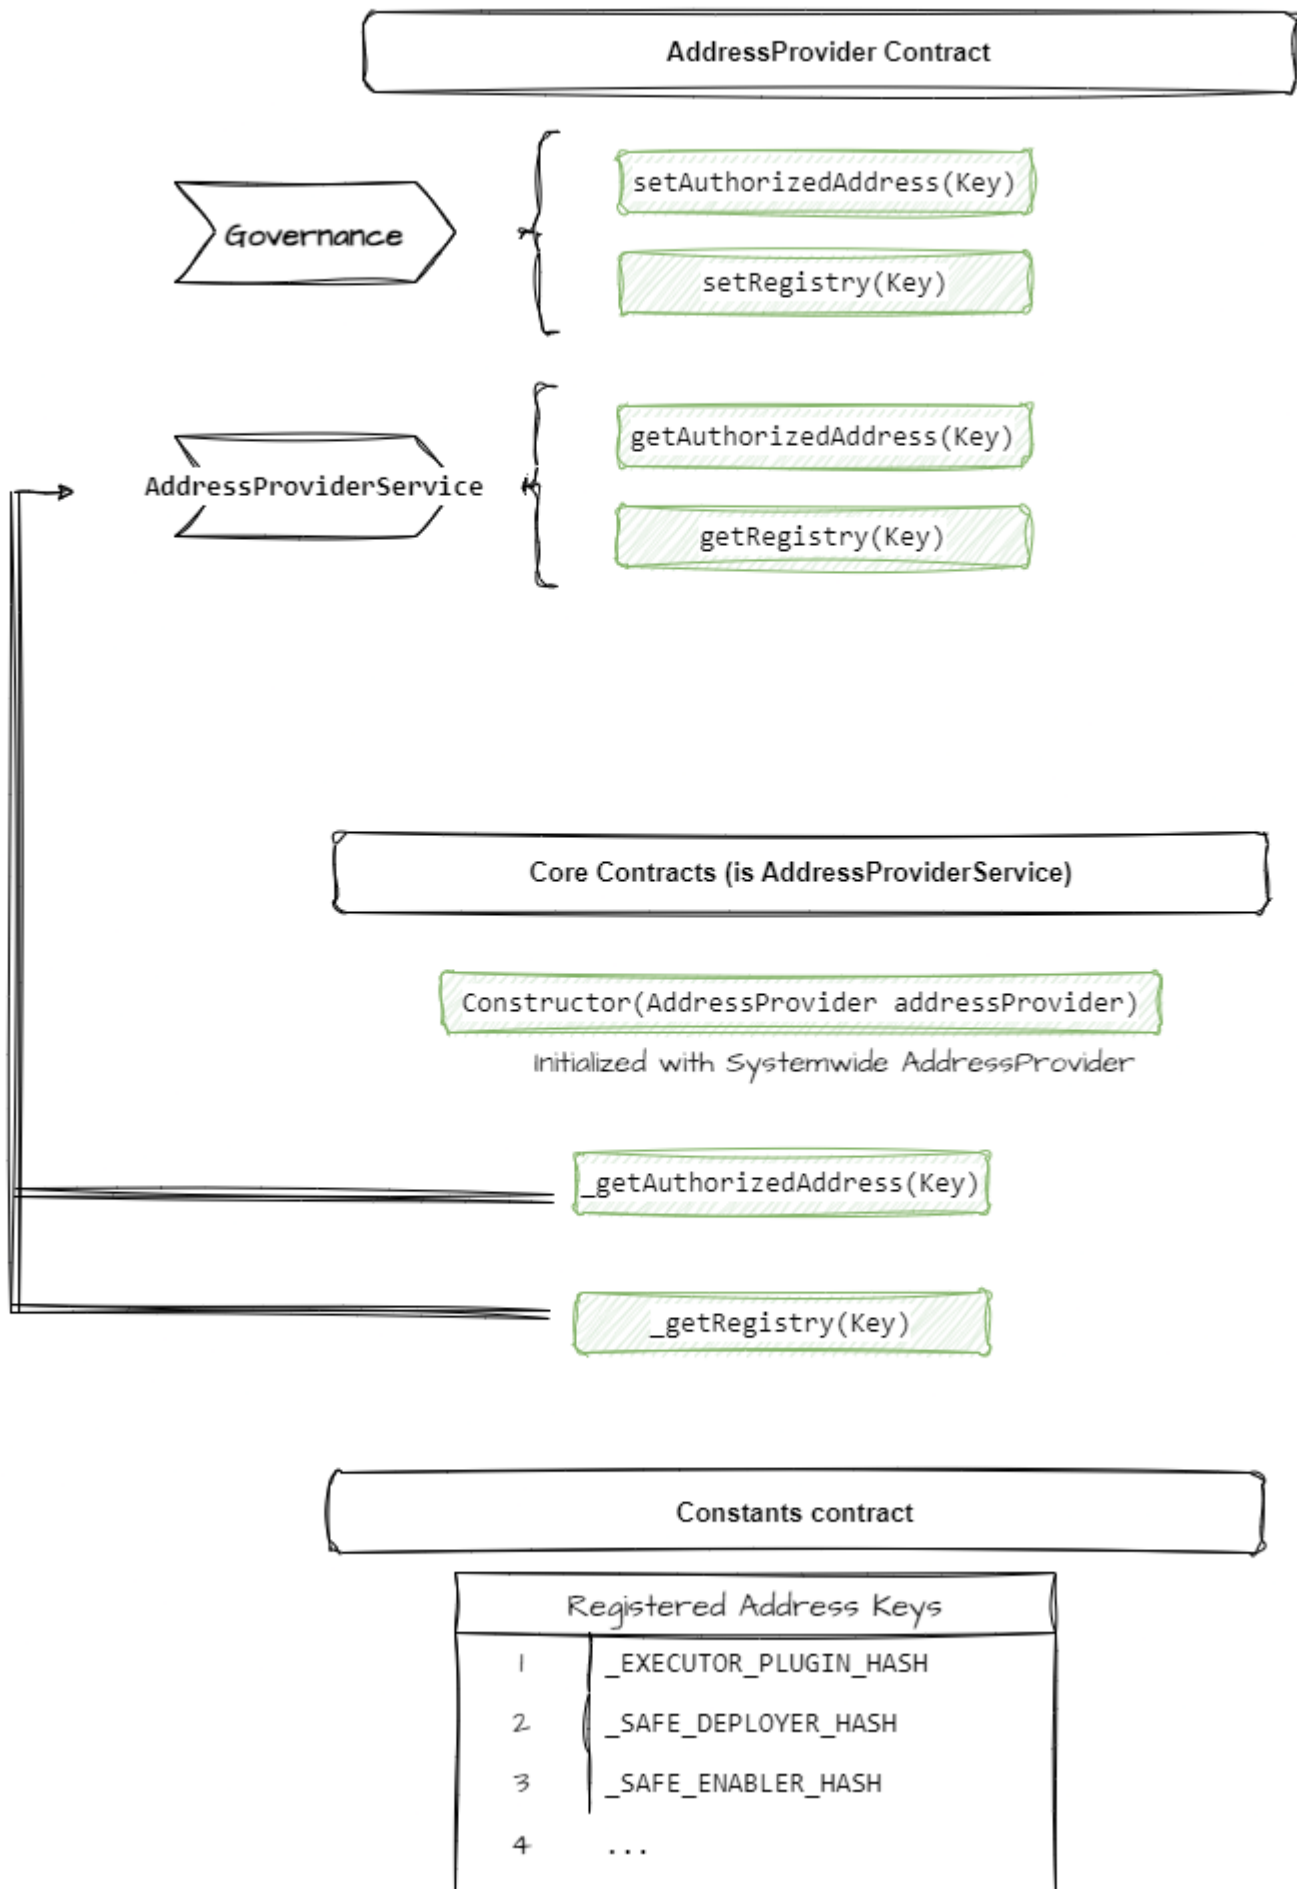 AddressProvider Contract
setAuthorizedAddress(Key)
Governance
setRegistry(Key)
getAuthorizedAddress(Key)
AddressProviderService
getRegistry(Key)
Core Contracts (is AddressProviderService)
Constructor(AddressProvider addressProvider)
Initialized with Systemwide AddressProvider
_getAuthorizedAddress(Key)
_getRegistry(Key)
Constants contract
Registered Address Keys
1 _EXECUTOR_PLUGIN_HASH
2 _SAFE_DEPLOYER_HASH
3 _SAFE_ENABLER_HASH
4 ...